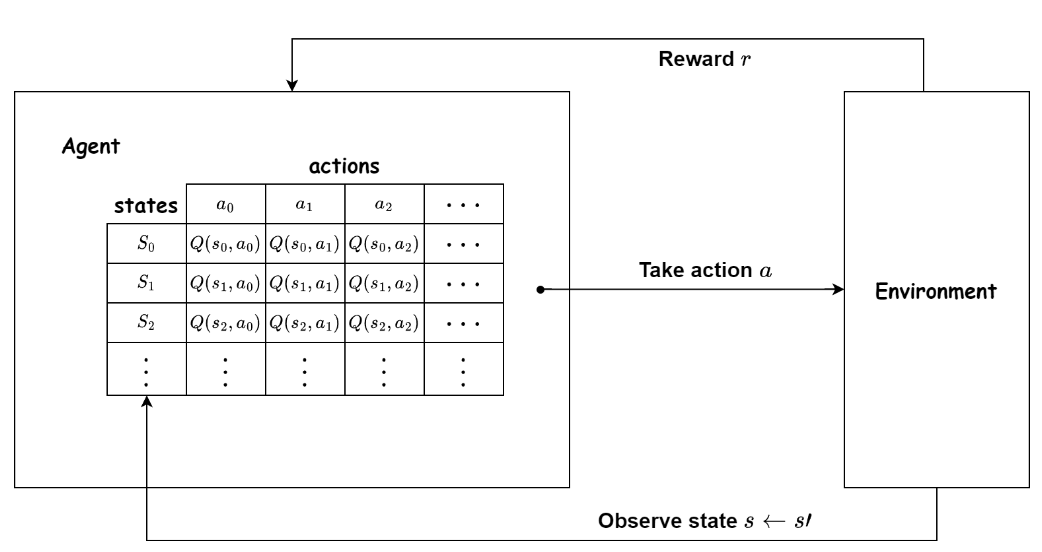 Reward r
Agent
actions
states a₀ a₁ a₂ ···
S₀ Q(s₀, a₀) Q(s₀, a₁) Q(s₀, a₂) ···
S₁ Q(s₁, a₀) Q(s₁, a₁) Q(s₁, a₂) ···
S₂ Q(s₂, a₀) Q(s₂, a₁) Q(s₂, a₂) ···
⋮ ⋮ ⋮ ⋮ ⋮
Take action a
Environment
Observe state s ← s′